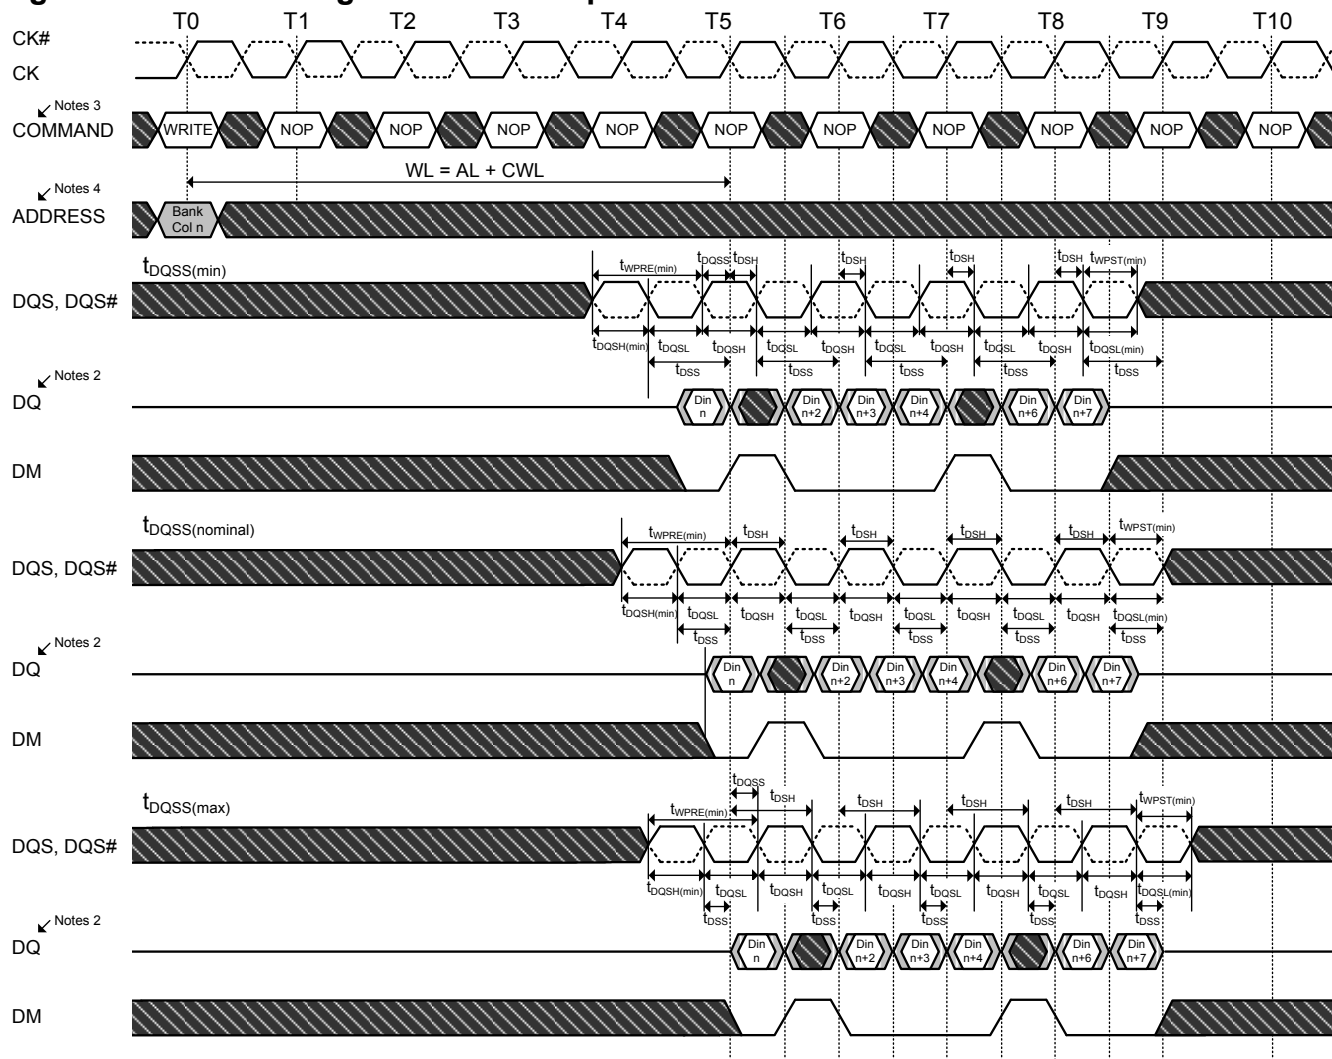 T0 T1 T2 T3 T4 T5 T6 T7 T8 T9 T10
CK#
CK
Notes 3
COMMAND WRITE NOP NOP NOP NOP NOP NOP NOP NOP NOP NOP
WL = AL + CWL
Notes 4
ADDRESS Bank
Col n
tDQSS(min) tWPRE(min) tDQSS tDSH tDSH tDSH tDSH tWPST(min)
DQS, DQS#
tDQSH(min) tDQSL tDQSH tDQSL tDQSH tDQSL tDQSH tDQSL tDQSH tDQSL(min)
tDSS tDSS tDSS tDSS tDSS
Notes 2
DQ Din n Din n+2 Din n+3 Din n+4 Din n+6 Din n+7
DM
tDQSS(nominal) tWPRE(min) tDSH tDSH tDSH tDSH tWPST(min)
DQS, DQS#
tDQSH(min) tDQSL tDQSH tDQSL tDQSH tDQSL tDQSH tDQSL tDQSH tDQSL(min)
tDSS tDSS tDSS tDSS tDSS
Notes 2
DQ Din n Din n+2 Din n+3 Din n+4 Din n+6 Din n+7
DM
tDQSS
tDQSS(max) tWPRE(min) tDSH tDSH tDSH tDSH tWPST(min)
DQS, DQS#
tDQSH(min) tDQSL tDQSH tDQSL tDQSH tDQSL tDQSH tDQSL tDQSH tDQSL(min)
tDSS tDSS tDSS tDSS tDSS
Notes 2
DQ Din n Din n+2 Din n+3 Din n+4 Din n+6 Din n+7
DM